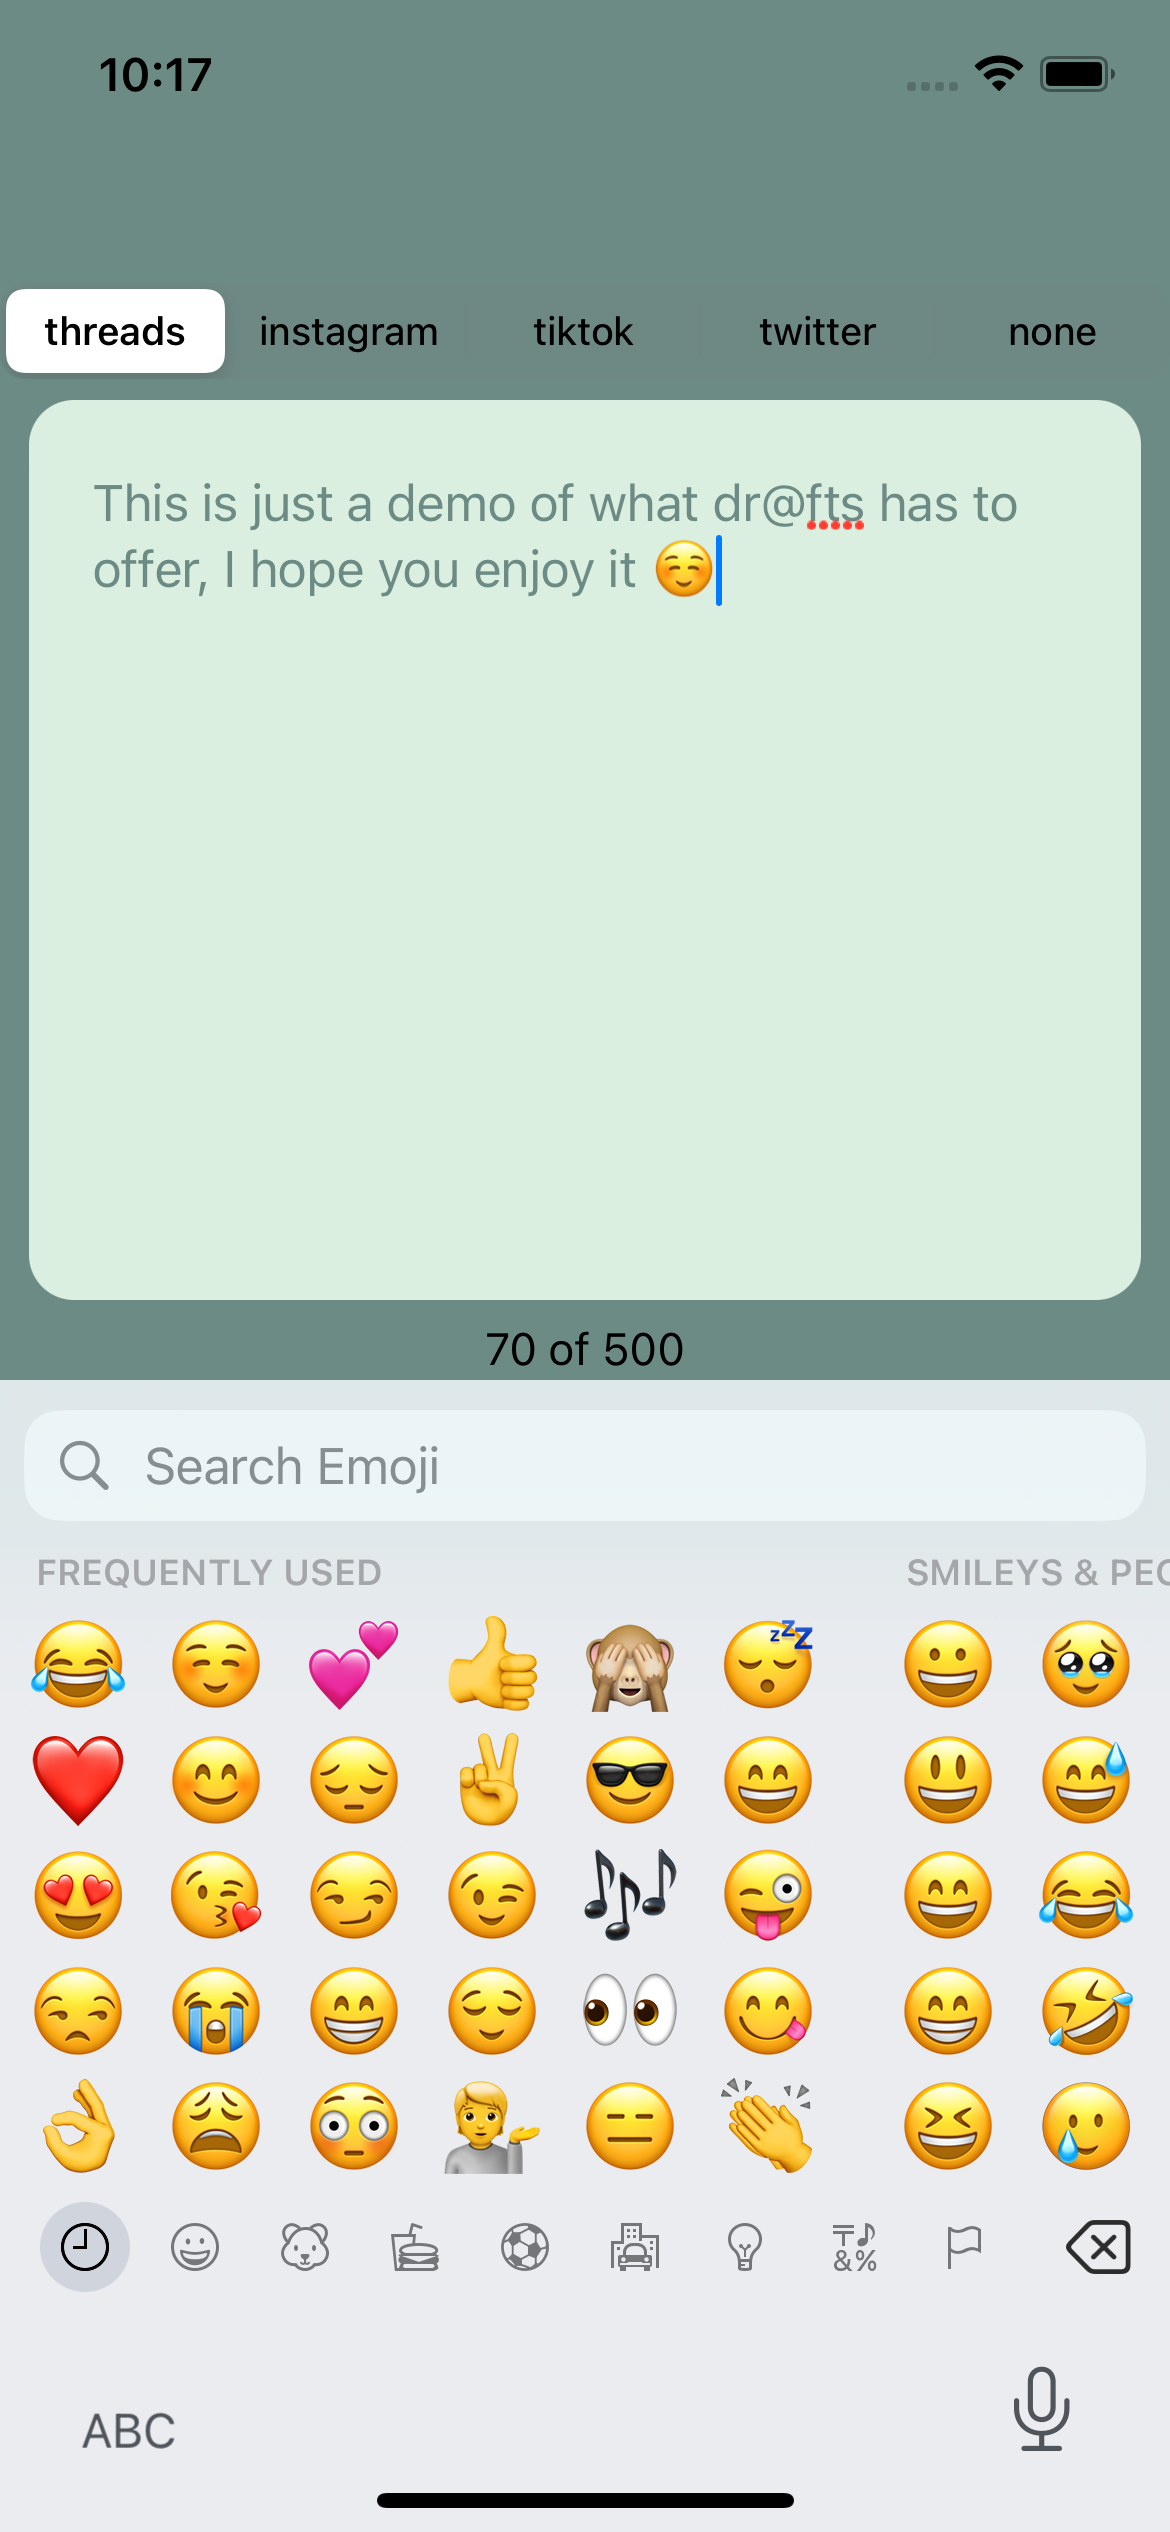 10:17
threads instagram tiktok twitter none
This is just a demo of what dr@fts has to
offer, I hope you enjoy it ☺️
70 of 500
Search Emoji
FREQUENTLY USED SMILEYS & PEO
ABC